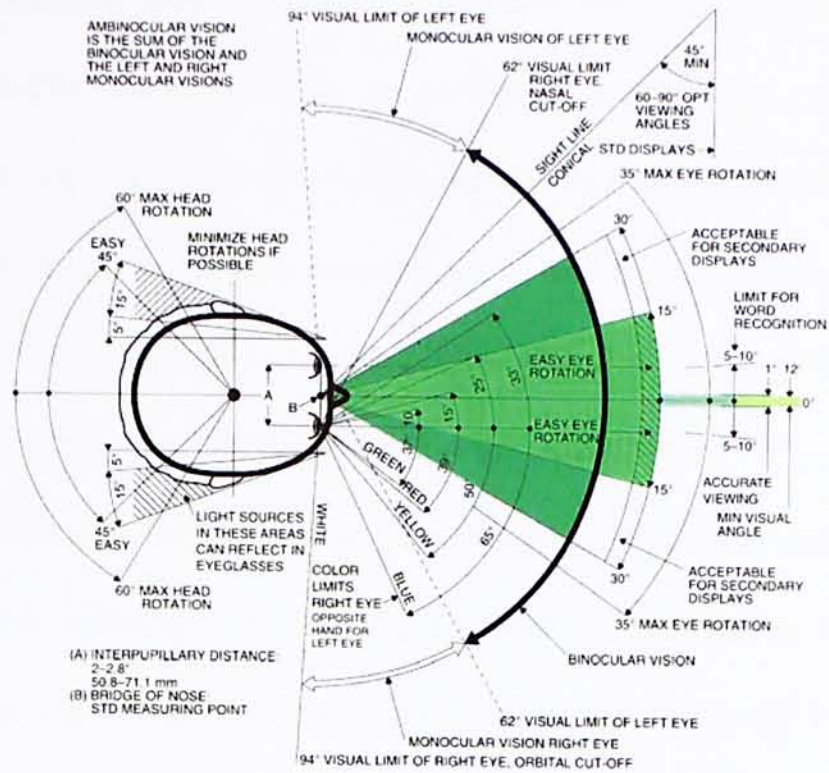 AMBINOCULAR VISION
IS THE SUM OF THE
BINOCULAR VISION AND
THE LEFT AND RIGHT
MONOCULAR VISIONS
94° VISUAL LIMIT OF LEFT EYE
MONOCULAR VISION OF LEFT EYE
62° VISUAL LIMIT
RIGHT EYE,
NASAL
CUT-OFF
45°
MIN
60-90° OPT
VIEWING
ANGLES
SIGHT LINE
CONICAL
STD DISPLAYS
35° MAX EYE ROTATION
60° MAX HEAD
ROTATION
EASY
45°
MINIMIZE HEAD
ROTATIONS IF
POSSIBLE
15°
5°
30°
ACCEPTABLE
FOR SECONDARY
DISPLAYS
15°
LIMIT FOR
WORD
RECOGNITION
EASY EYE
ROTATION
5-10°
1°
12'
0°
A
B
33°
25°
15°
10°
EASY EYE
ROTATION
5-10°
GREEN
RED
YELLOW
BLUE
WHITE
50°
65°
5°
15°
45°
EASY
LIGHT SOURCES
IN THESE AREAS
CAN REFLECT IN
EYEGLASSES
15°
ACCURATE
VIEWING
MIN VISUAL
ANGLE
60° MAX HEAD
ROTATION
COLOR
LIMITS
RIGHT EYE
OPPOSITE
HAND FOR
LEFT EYE
30°
ACCEPTABLE
FOR SECONDARY
DISPLAYS
35° MAX EYE ROTATION
BINOCULAR VISION
(A) INTERPUPILLARY DISTANCE
2-2.8"
50.8-71.1 mm
(B) BRIDGE OF NOSE
STD MEASURING POINT
62° VISUAL LIMIT OF LEFT EYE
MONOCULAR VISION RIGHT EYE
94° VISUAL LIMIT OF RIGHT EYE, ORBITAL CUT-OFF